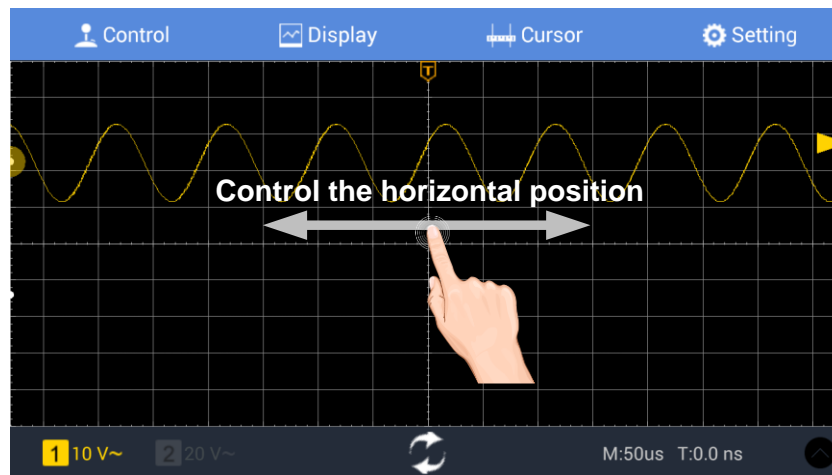 Control
Display
Cursor
Setting
T
Control the horizontal position
1 10 V~
2 20 V~
M:50us T:0.0 ns